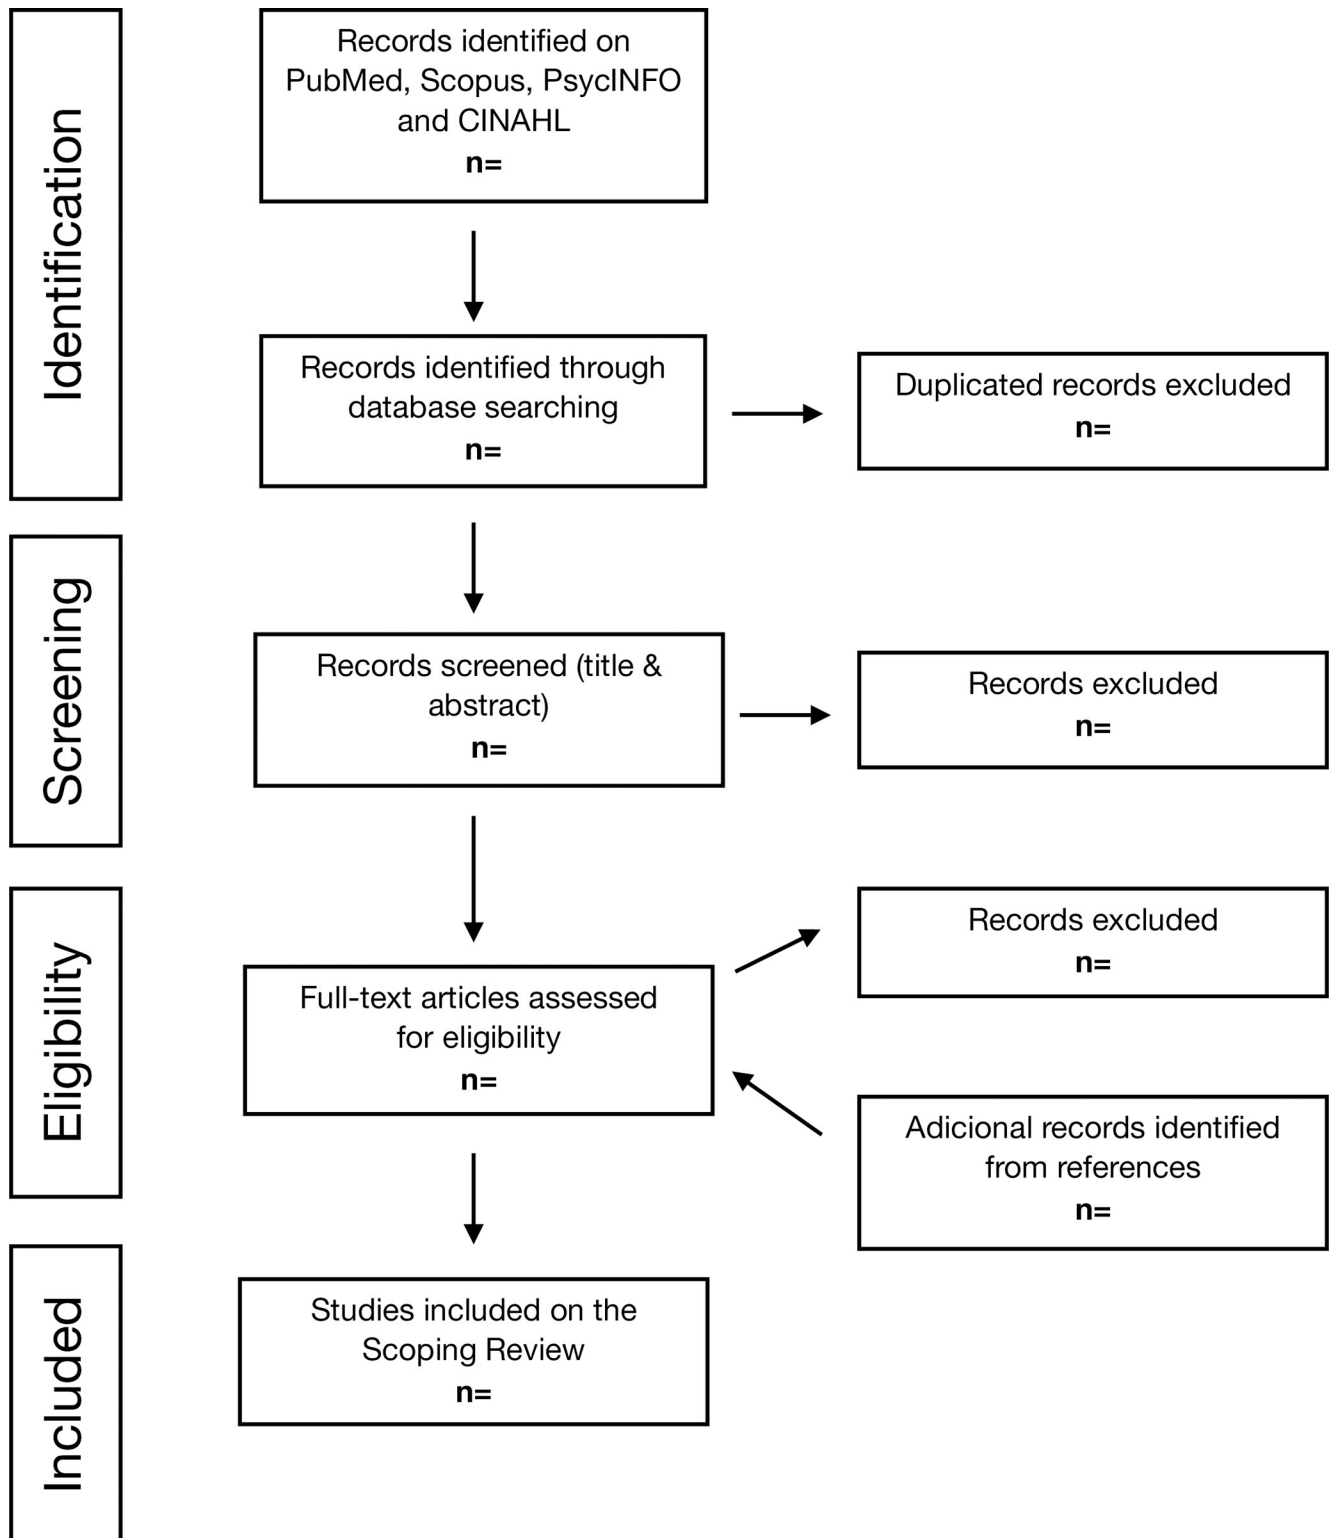 Identification
Records identified on
PubMed, Scopus, PsycINFO
and CINAHL
n=
Records identified through
database searching
n=
Duplicated records excluded
n=
Screening
Records screened (title &
abstract)
n=
Records excluded
n=
Eligibility
Full-text articles assessed
for eligibility
n=
Records excluded
n=
Adicional records identified
from references
n=
Included
Studies included on the
Scoping Review
n=